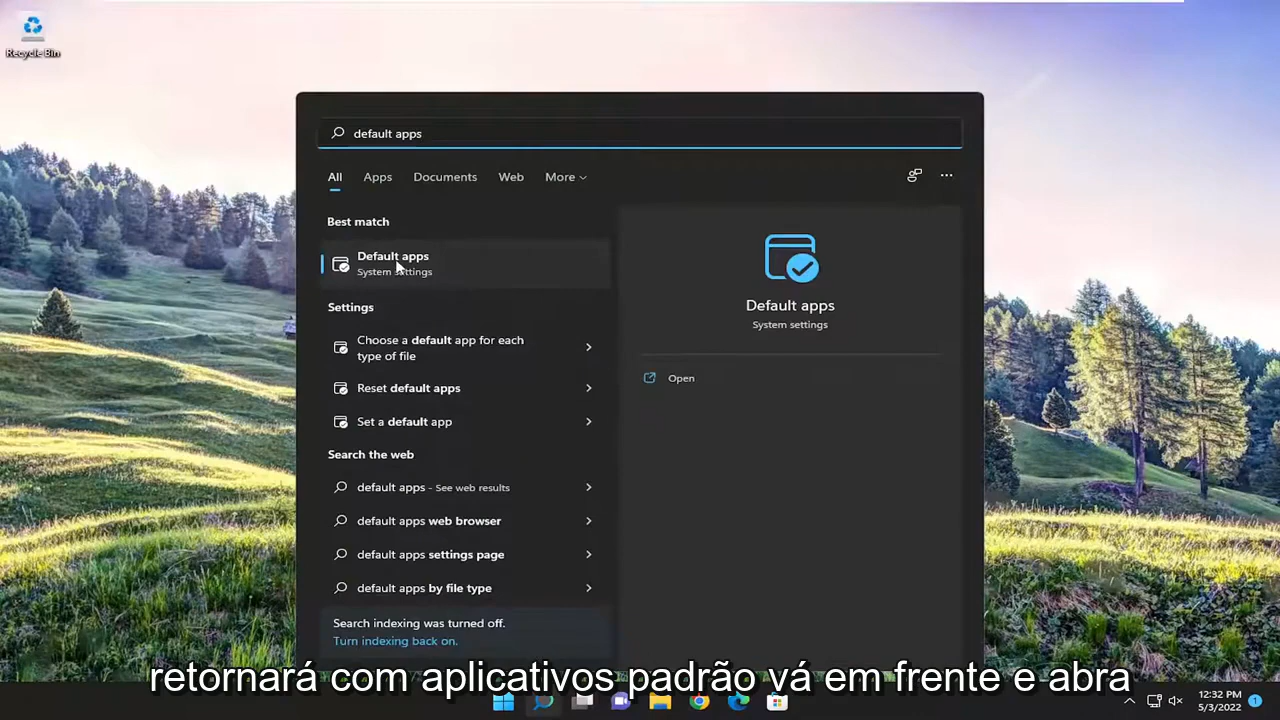 Recycle Bin
default apps
All Apps Documents Web More
Best match
Default apps
System settings
Settings
Choose a default app for each
type of file
Reset default apps
Set a default app
Search the web
default apps - See web results
default apps web browser
default apps settings page
default apps by file type
Search indexing was turned off.
Turn indexing back on.
Default apps
System settings
Open
retornará com aplicativos padrão vá em frente e abra
12:32 PM
5/3/2022
1